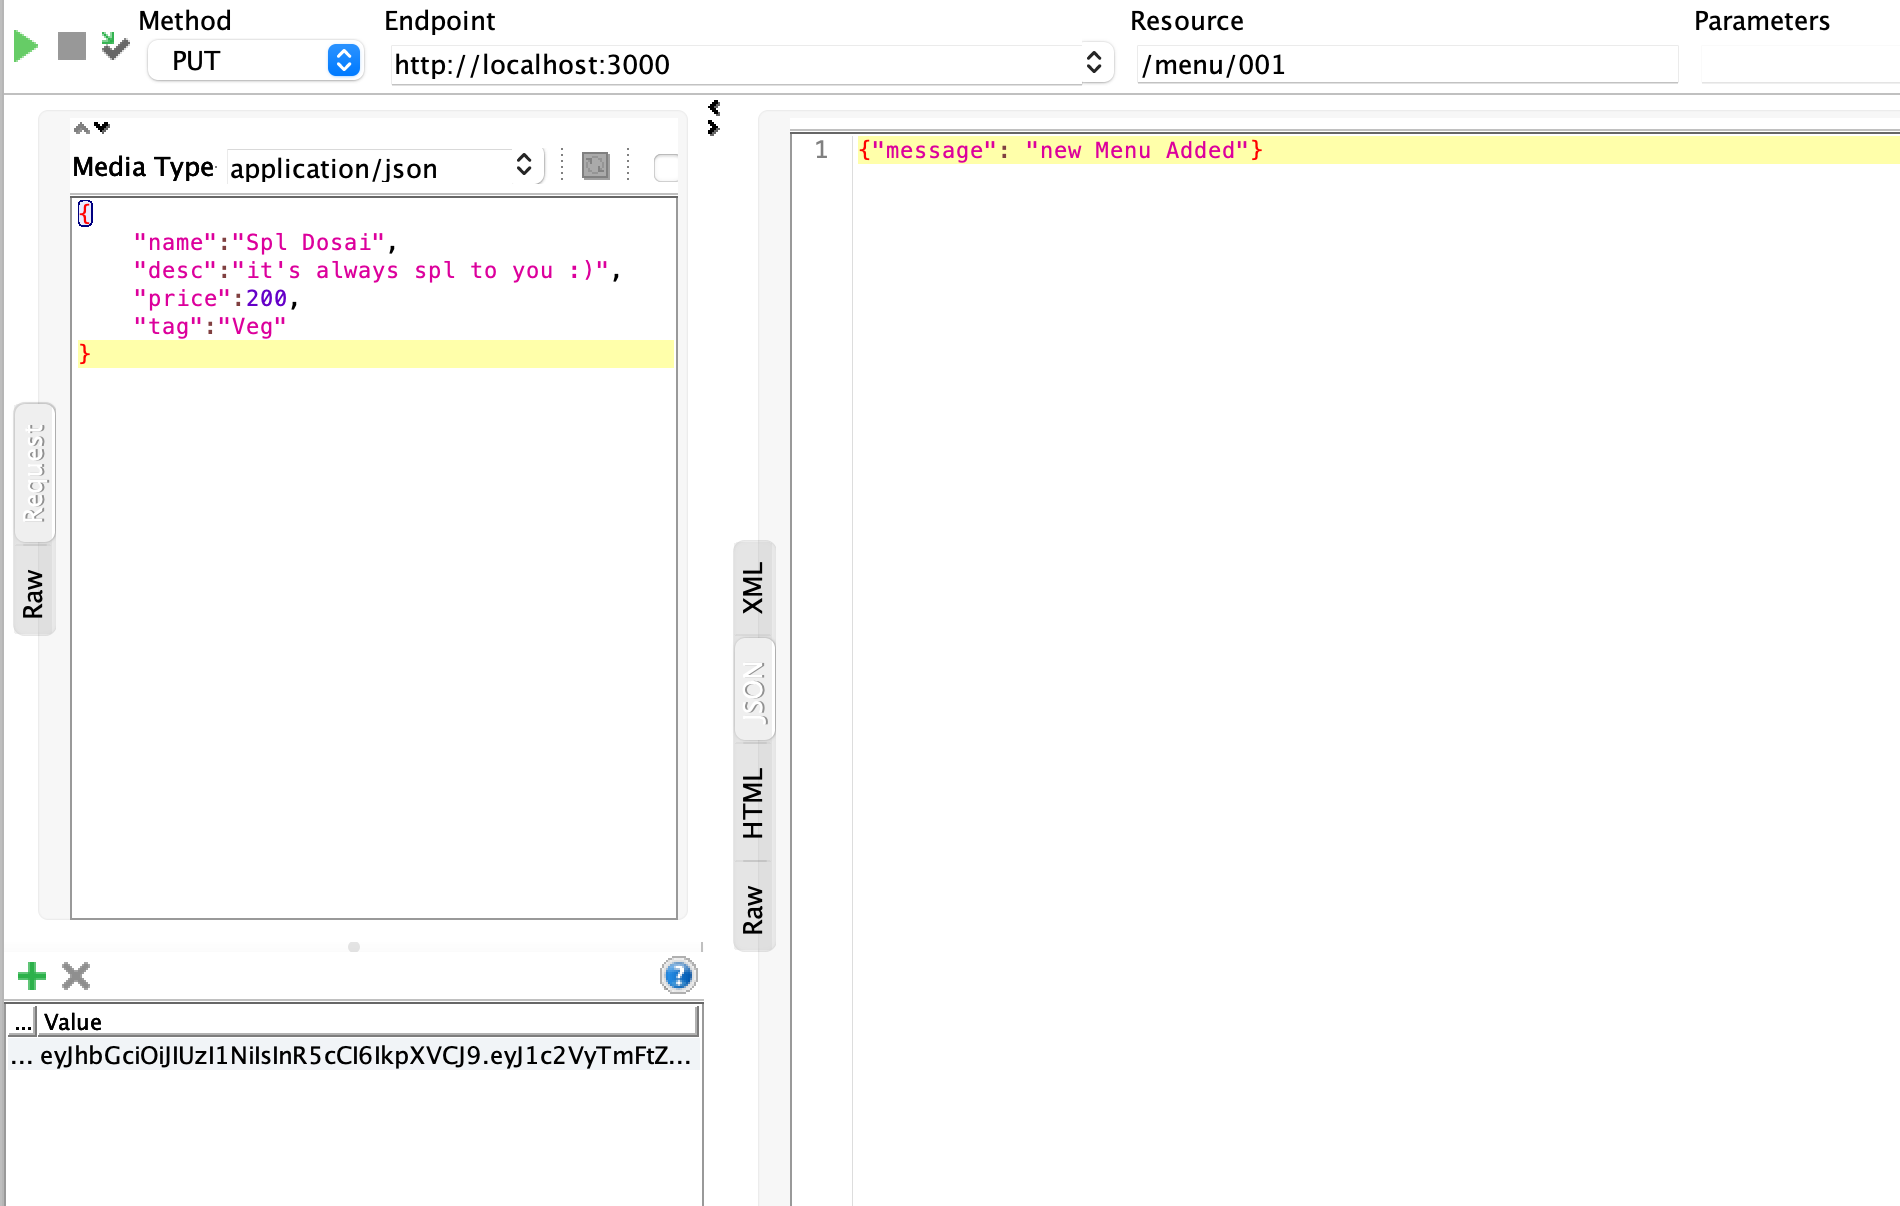 Method
Endpoint
Resource
Parameters
PUT
http://localhost:3000
/menu/001
Media Type
application/json
{
"name":"Spl Dosai",
"desc":"it's always spl to you :)",
"price":200,
"tag":"Veg"
}
Request
Raw
1
{"message": "new Menu Added"}
XML
JSON
HTML
Raw
... Value
... eyJhbGciOiJIUzI1NiIsInR5cCI6IkpXVCJ9.eyJ1c2VyTmFtZ...